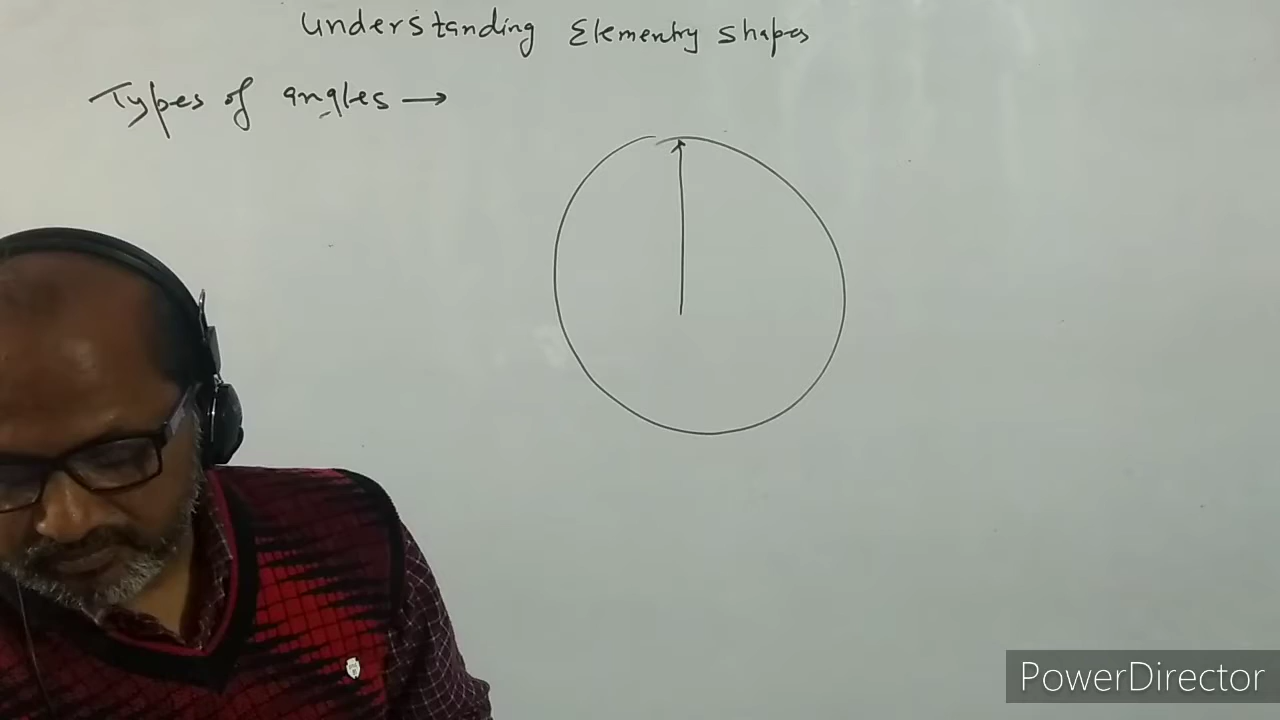 Understanding Elementry shapes
Types of angles →
PowerDirector